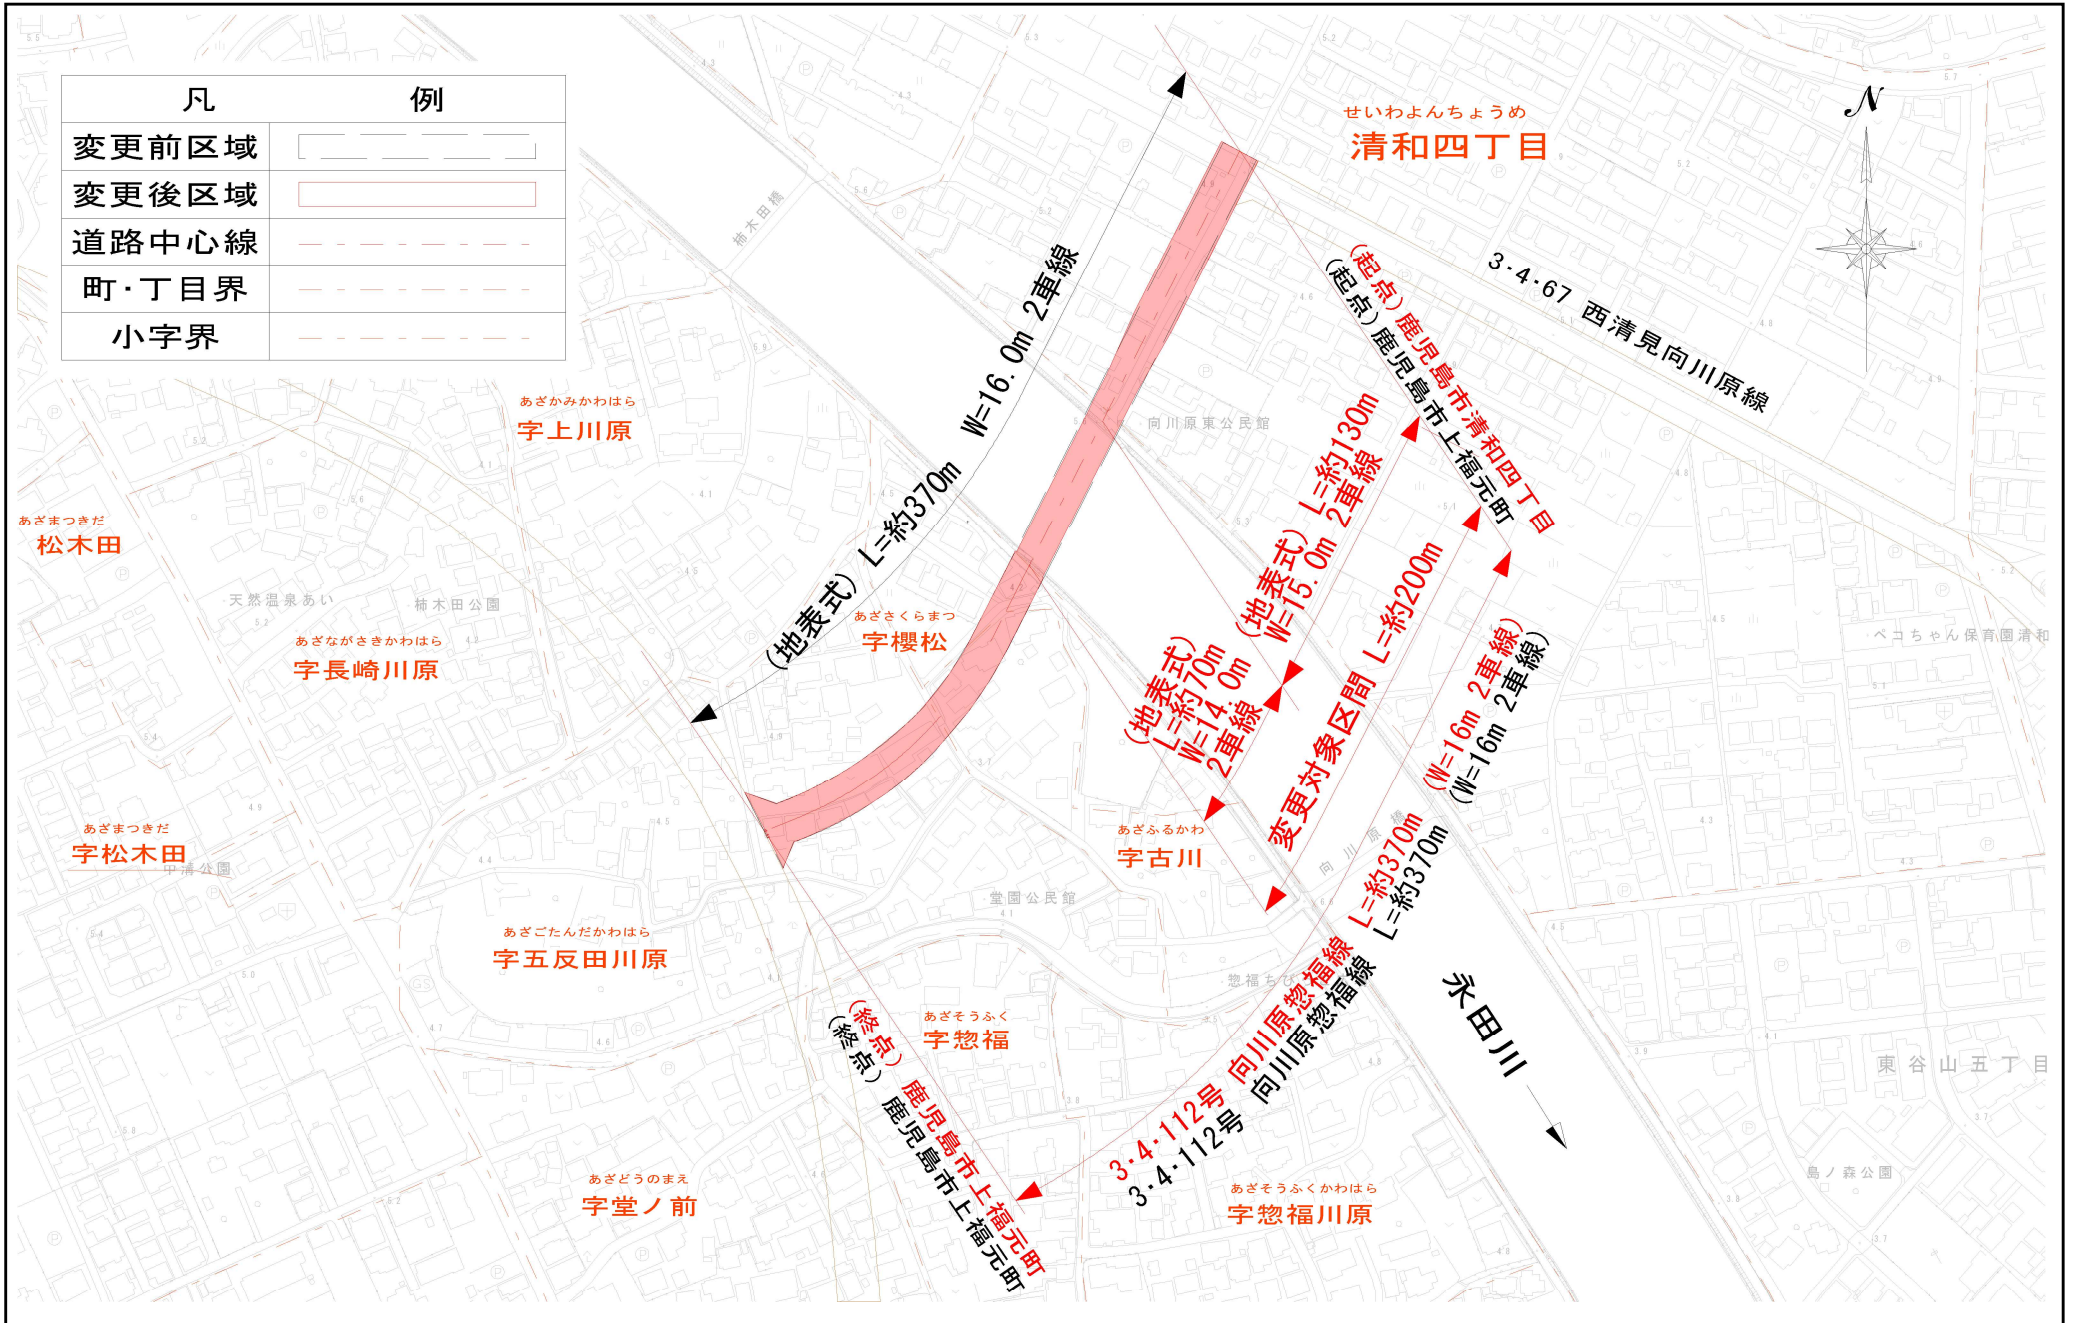 凡 例
変更前区域
変更後区域
道路中心線
町・丁目界
小字界
せいわよんちょうめ
清和四丁目
N
柿木田橋
3・4・67 西清見向川原線
(起点)鹿児島市清和四丁目
(起点)鹿児島市上福元町
(地表式) L=約370m W=16.0m 2車線
あざかみかわはら
字上川原
向川原東公民館
(地表式) L=約130m
W=15.0m 2車線
あざまつきだ
松木田
天然温泉あい
柿木田公園
あざながさきかわはら
字長崎川原
あざさくらまつ
字櫻松
(地表式)
L=約70m
W=14.0m
2車線
変更対象区間 L=約200m
ペコちゃん保育園清和
あざまつきだ
字松木田
中浦公園
あざふるかわ
字古川
向川原橋
堂園公民館
あざごたんだかわはら
字五反田川原
惣福ちび
3・4・112号 向川原惣福線 L=約370m (W=16m 2車線)
3・4・112号 向川原惣福線 L=約370m (W=16m 2車線)
永田川
あざそうふく
字惣福
(終点) 鹿児島市上福元町
(終点) 鹿児島市上福元町
東谷山五丁目
あざどうのまえ
字堂ノ前
あざそうふくかわはら
字惣福川原
島ノ森公園
GS